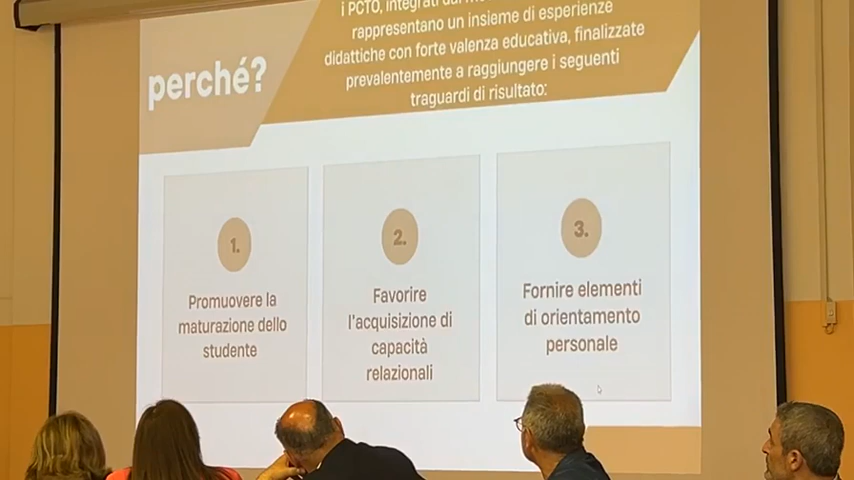 perché?
i PCTO, integrati
rappresentano un insieme di esperienze
didattiche con forte valenza educativa, finalizzate
prevalentemente a raggiungere i seguenti
traguardi di risultato:
1.
Promuovere la
maturazione dello
studente
2.
Favorire
l'acquisizione di
capacità
relazionali
3.
Fornire elementi
di orientamento
personale